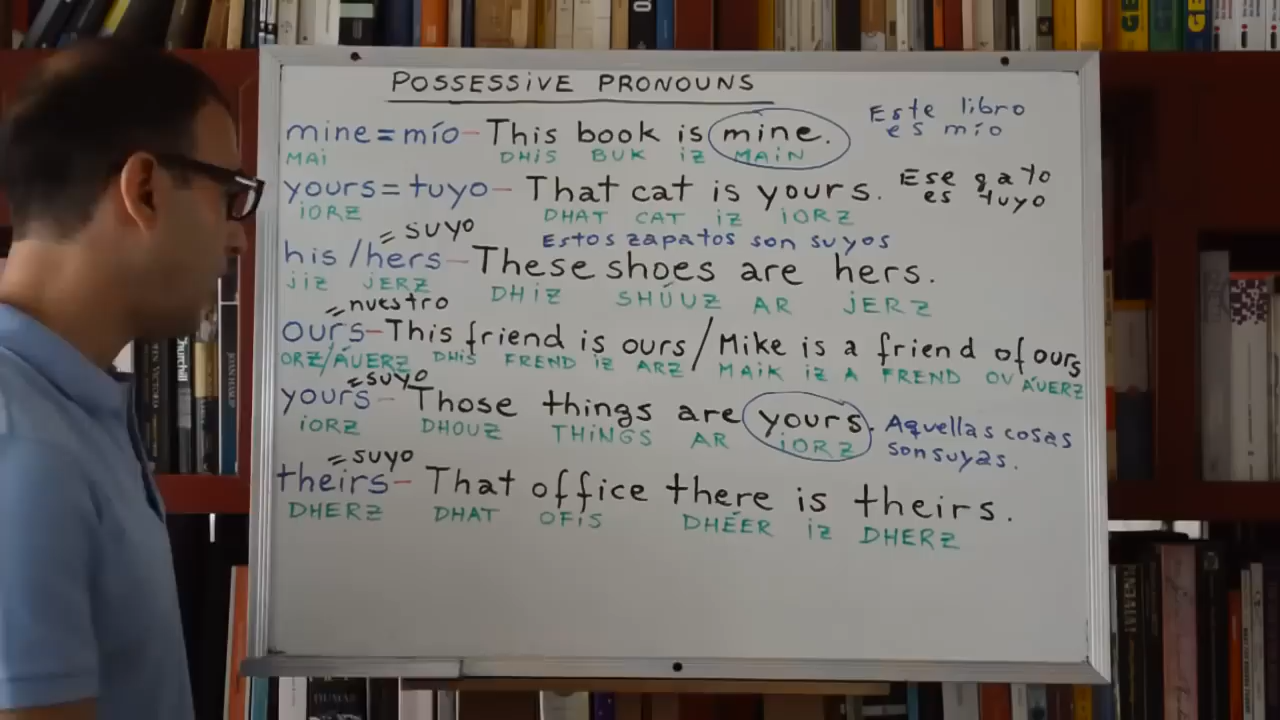 POSSESSIVE PRONOUNS
mine = mío - This book is mine. Este libro es mío
MAi DHiS BUK iZ MAiN
yours = tuyo - That cat is yours. Ese gato es tuyo
iORZ DHAT CAT iZ iORZ
= suyo Estos zapatos son suyos
his / hers - These shoes are hers.
JiZ JERZ DHiZ SHÚUZ AR JERZ
= nuestro
ours - This friend is ours / Mike is a friend of ours
ORZ/ÁUERZ DHiS FREND iZ ARZ MAiK iZ A FREND OV ÁUERZ
= suyo
yours - Those things are yours. Aquellas cosas son suyas.
iORZ DHOUZ THiNGS AR iORZ
= suyo
theirs - That office there is theirs.
DHERZ DHAT OFiS DHÉER iZ DHERZ